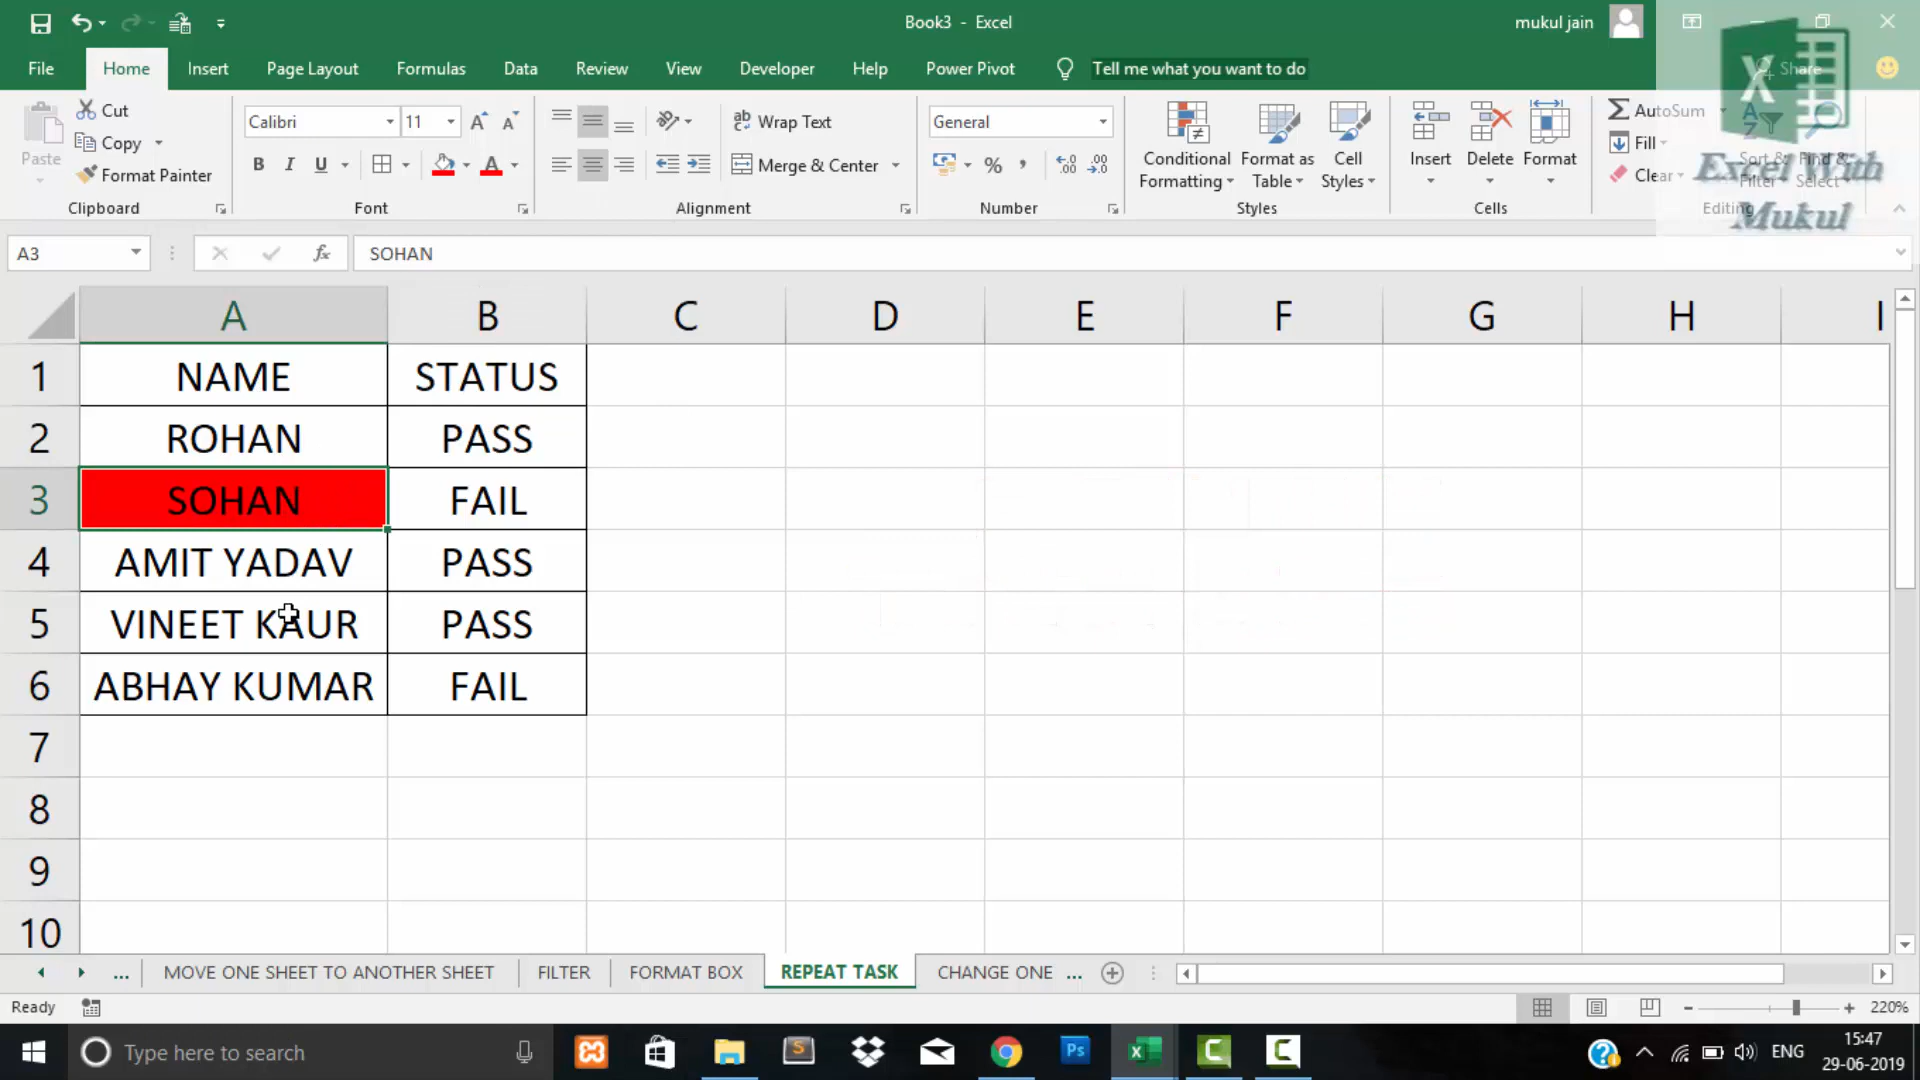 Book3 - Excel
mukul jain
File Home Insert Page Layout Formulas Data Review View Developer Help Power Pivot Tell me what you want to do Share
Paste
Cut
Copy
Format Painter
Clipboard
Calibri 11
B I U A
Font
Wrap Text
Merge & Center
Alignment
General
% ,
Number
Conditional Formatting
Format as Table
Cell Styles
Styles
Insert
Delete
Format
Cells
AutoSum
Fill
Clear
Sort & Filter
Find & Select
Editing
Excel With
Mukul
A3 fx SOHAN
A B C D E F G H I
1 NAME STATUS
2 ROHAN PASS
3 SOHAN FAIL
4 AMIT YADAV PASS
5 VINEET KAUR PASS
6 ABHAY KUMAR FAIL
7
8
9
10
... MOVE ONE SHEET TO ANOTHER SHEET FILTER FORMAT BOX REPEAT TASK CHANGE ONE ...
Ready 220%
Type here to search
Ps
ENG
15:47
29-06-2019